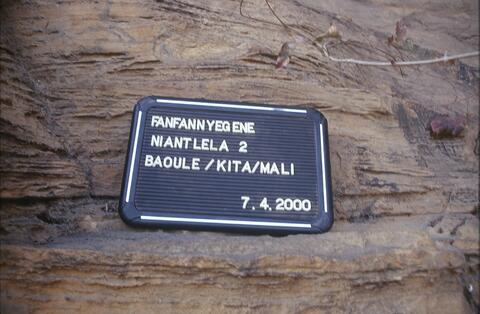 FANFANNYEGENE
NIANTLELA 2
BAOULE/KITA/MALI
7.4.2000